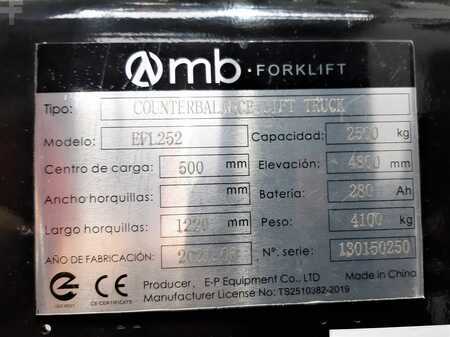 mb · FORKLIFT
Tipo: COUNTERBALANCE LIFT TRUCK
Modelo: EFL252 Capacidad: 2500 kg
Centro de carga: 500 mm Elevación: 4800 mm
Ancho horquillas: mm Batería: 280 Ah
Largo horquillas: 1220 mm Peso: 4100 kg
AÑO DE FABRICACIÓN: Nº. serie: 130150250
CE Producer, E-P Equipment Co., LTD Made in China
CE CERTIFICATE Manufacturer License No: TS2510382-2019